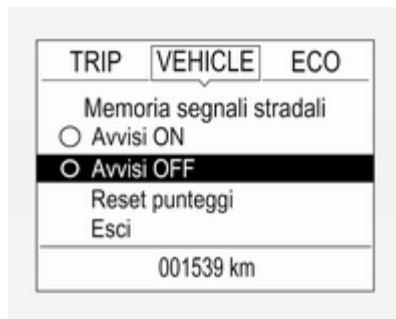 TRIP VEHICLE ECO
Memoria segnali stradali
Avvisi ON
Avvisi OFF
Reset punteggi
Esci
001539 km